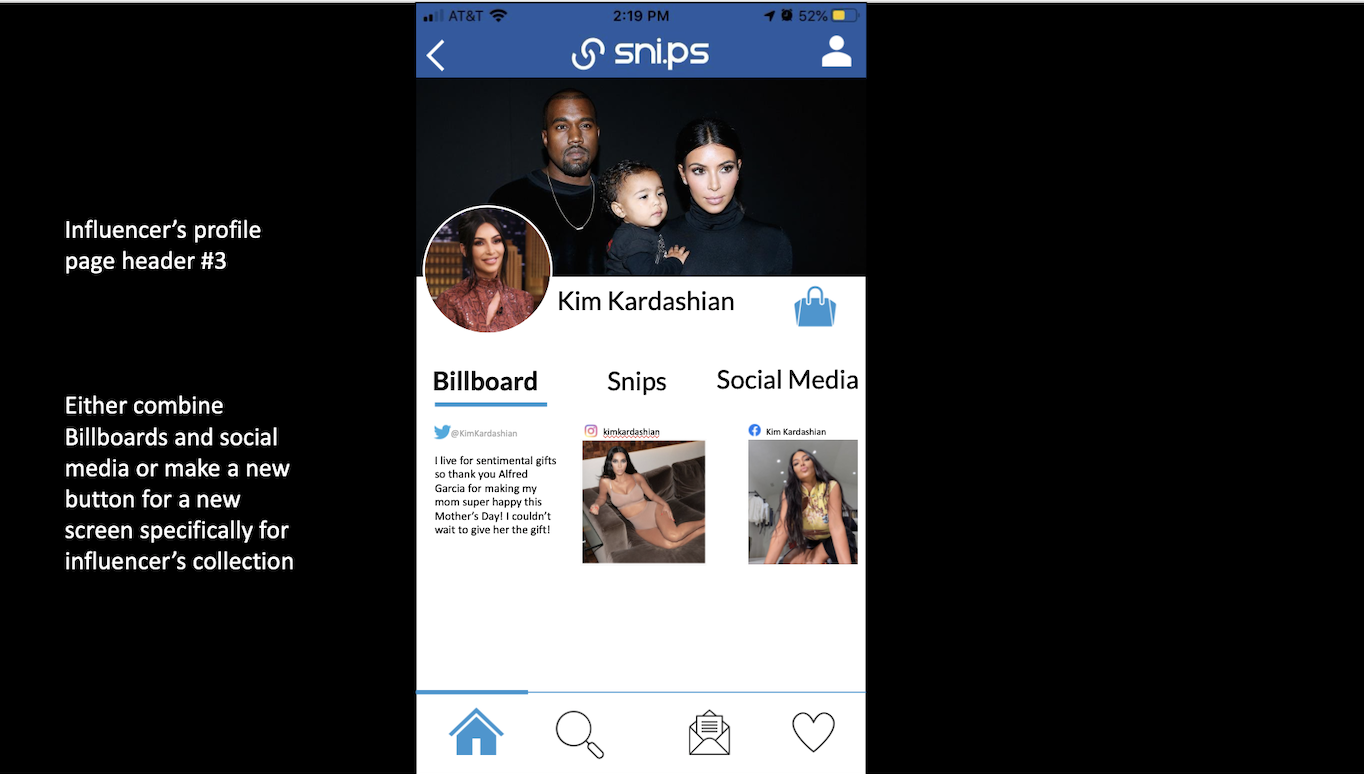 AT&T 2:19 PM 52%
sni.ps
Influencer's profile
page header #3
Kim Kardashian
Billboard Snips Social Media
Either combine
Billboards and social
media or make a new
button for a new
screen specifically for
influencer's collection
@KimKardashian
I live for sentimental gifts
so thank you Alfred
Garcia for making my
mom super happy this
Mother's Day! I couldn't
wait to give her the gift!
kimkardashian
Kim Kardashian